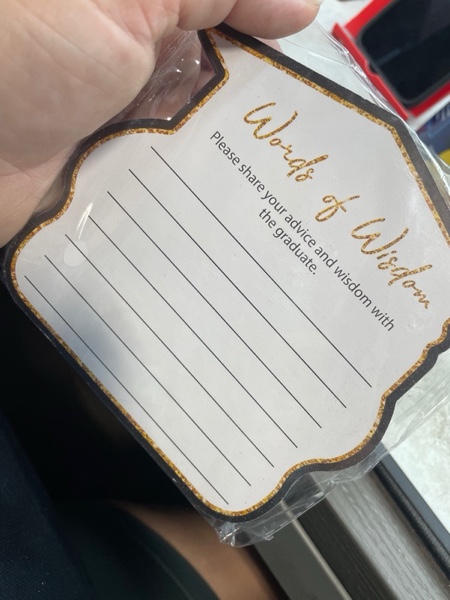 Words of Wisdom
Please share your advice and wisdom with
the graduate.